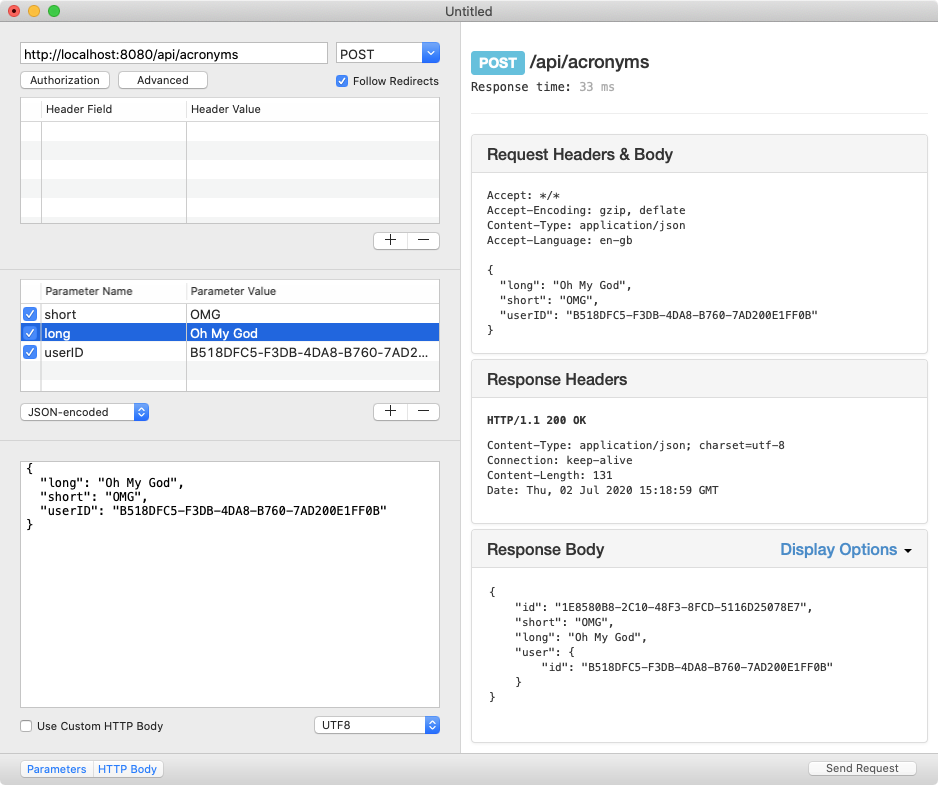 Untitled
http://localhost:8080/api/acronyms
POST
Authorization
Advanced
Follow Redirects
Header Field
Header Value
Parameter Name
Parameter Value
short
OMG
long
Oh My God
userID
B518DFC5-F3DB-4DA8-B760-7AD2...
JSON-encoded
{
"long": "Oh My God",
"short": "OMG",
"userID": "B518DFC5-F3DB-4DA8-B760-7AD200E1FF0B"
}
Use Custom HTTP Body
UTF8
Parameters
HTTP Body
POST /api/acronyms
Response time: 33 ms
Request Headers & Body
Accept: */*
Accept-Encoding: gzip, deflate
Content-Type: application/json
Accept-Language: en-gb
{
"long": "Oh My God",
"short": "OMG",
"userID": "B518DFC5-F3DB-4DA8-B760-7AD200E1FF0B"
}
Response Headers
HTTP/1.1 200 OK
Content-Type: application/json; charset=utf-8
Connection: keep-alive
Content-Length: 131
Date: Thu, 02 Jul 2020 15:18:59 GMT
Response Body
Display Options
{
"id": "1E8580B8-2C10-48F3-8FCD-5116D25078E7",
"short": "OMG",
"long": "Oh My God",
"user": {
"id": "B518DFC5-F3DB-4DA8-B760-7AD200E1FF0B"
}
}
Send Request